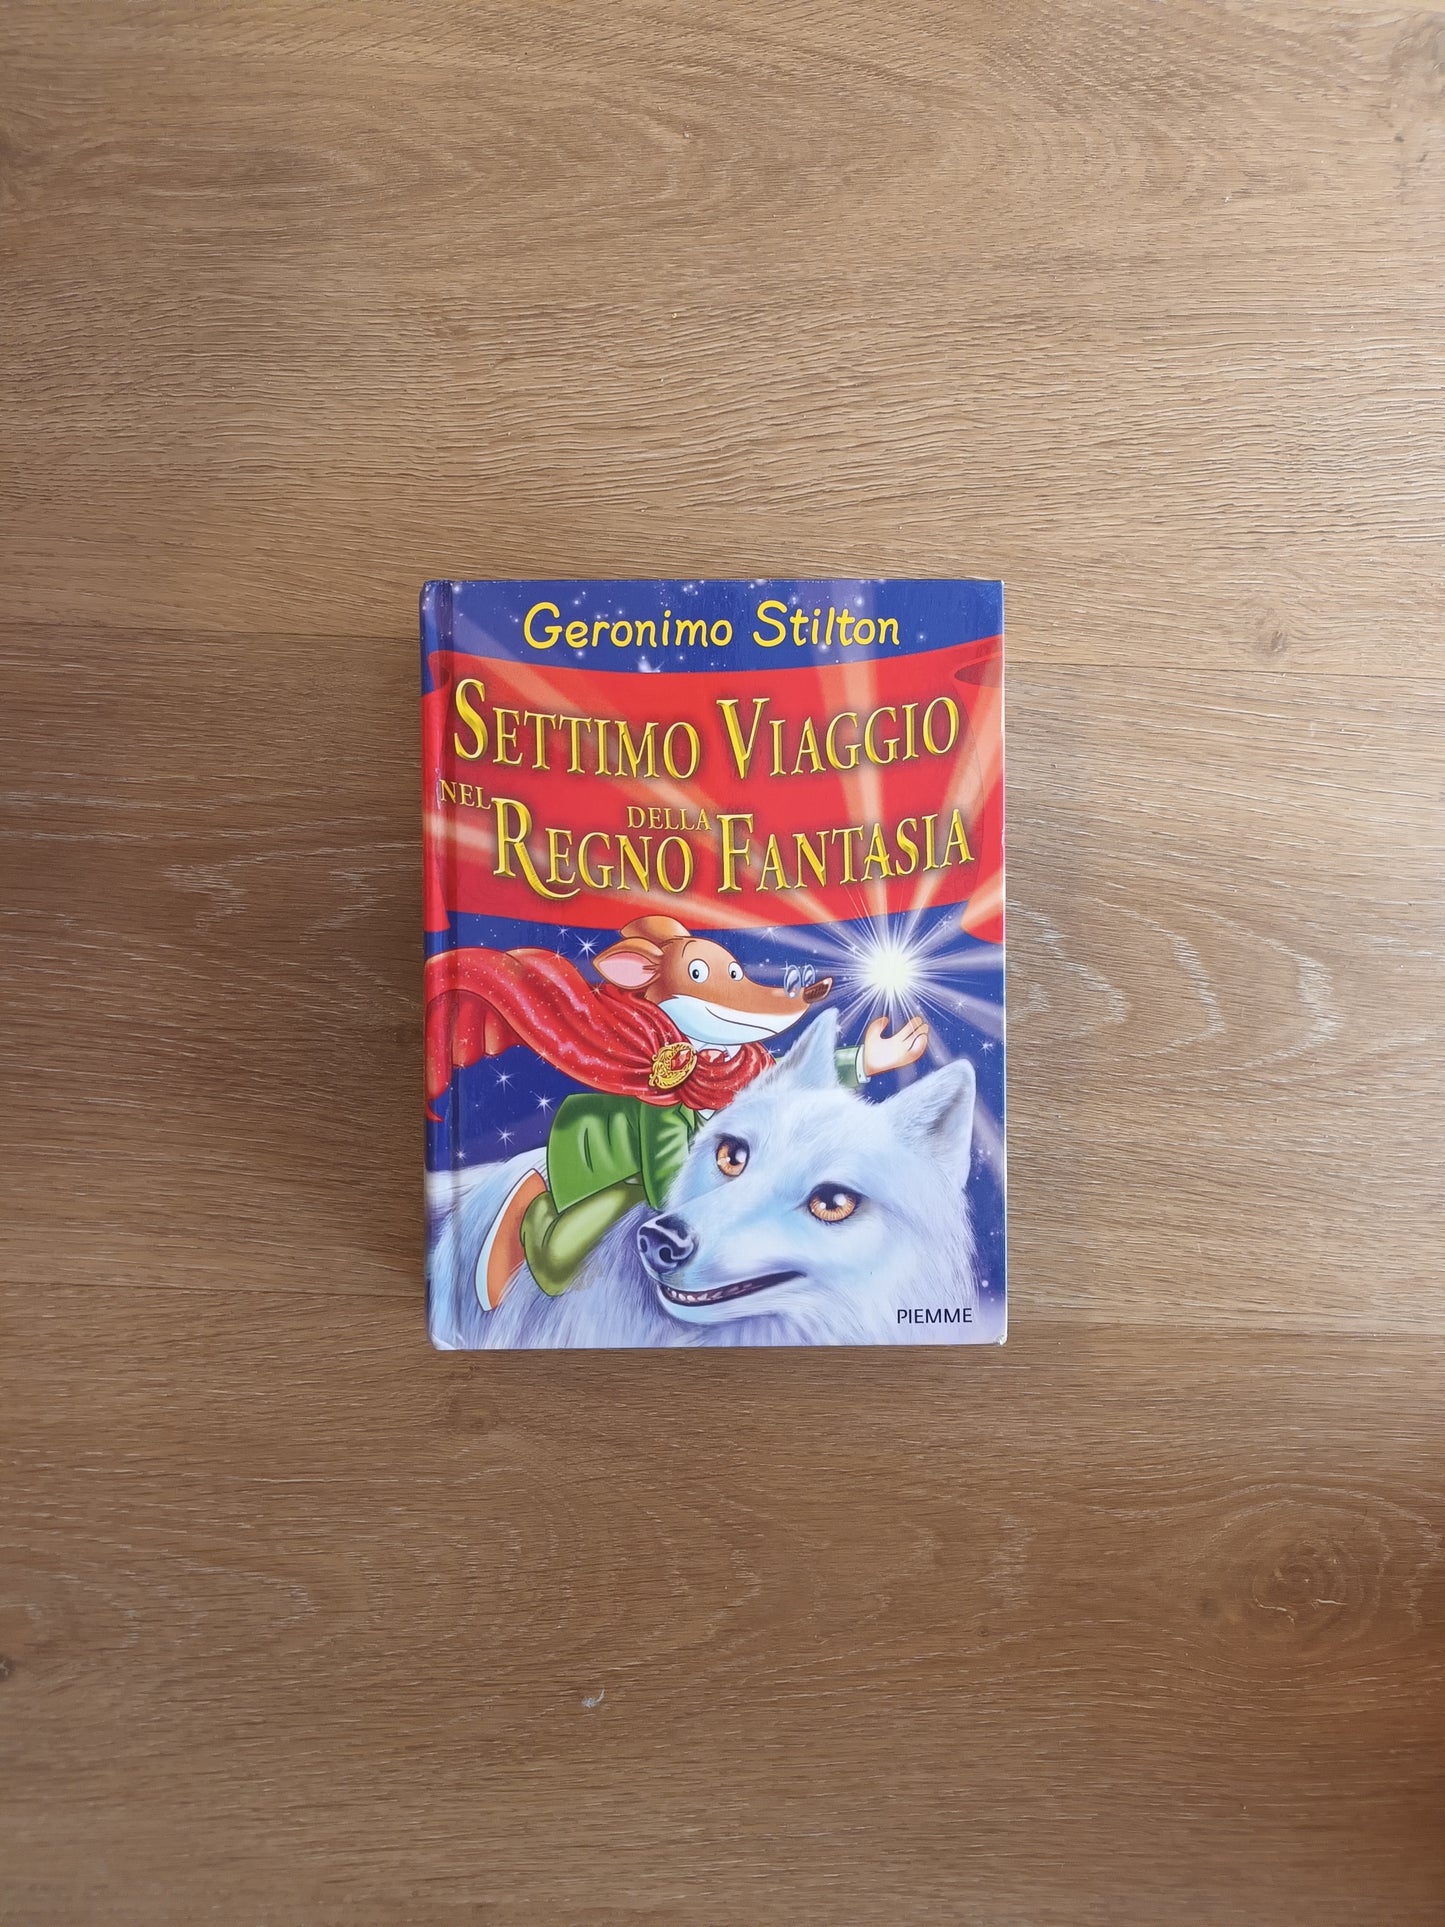 Geronimo Stilton
SETTIMO VIAGGIO
NEL REGNO DELLA FANTASIA
PIEMME